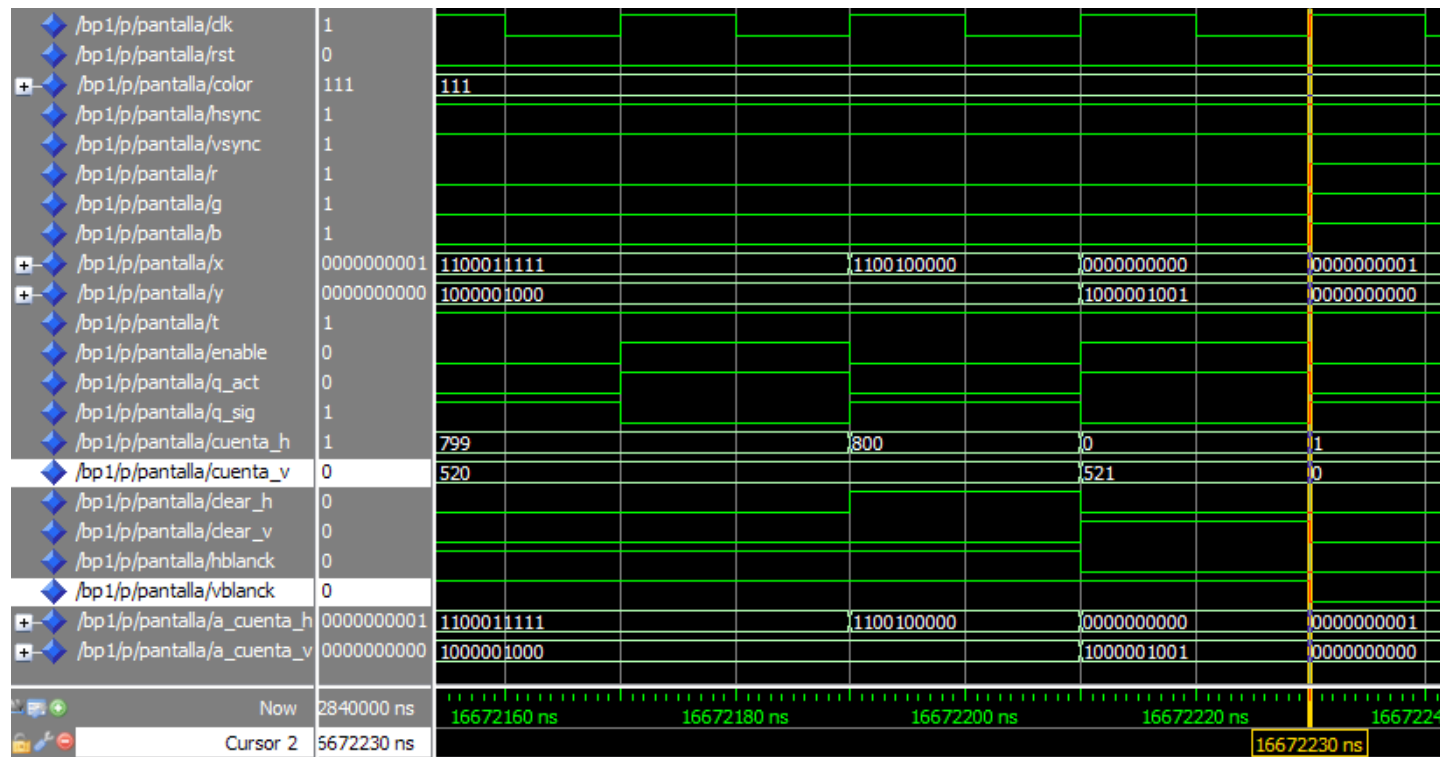 /bp1/p/pantalla/clk 1
/bp1/p/pantalla/rst 0
/bp1/p/pantalla/color 111 111
/bp1/p/pantalla/hsync 1
/bp1/p/pantalla/vsync 1
/bp1/p/pantalla/r 1
/bp1/p/pantalla/g 1
/bp1/p/pantalla/b 1
/bp1/p/pantalla/x 0000000001 1100011111 1100100000 0000000000 0000000001
/bp1/p/pantalla/y 0000000000 1000001000 1000001001 0000000000
/bp1/p/pantalla/t 1
/bp1/p/pantalla/enable 0
/bp1/p/pantalla/q_act 0
/bp1/p/pantalla/q_sig 1
/bp1/p/pantalla/cuenta_h 1 799 800 0 1
/bp1/p/pantalla/cuenta_v 0 520 521 0
/bp1/p/pantalla/clear_h 0
/bp1/p/pantalla/clear_v 0
/bp1/p/pantalla/hblanck 0
/bp1/p/pantalla/vblanck 0
/bp1/p/pantalla/a_cuenta_h 0000000001 1100011111 1100100000 0000000000 0000000001
/bp1/p/pantalla/a_cuenta_v 0000000000 1000001000 1000001001 0000000000
Now 2840000 ns 16672160 ns 16672180 ns 16672200 ns 16672220 ns 1667224
Cursor 2 6672230 ns 16672230 ns